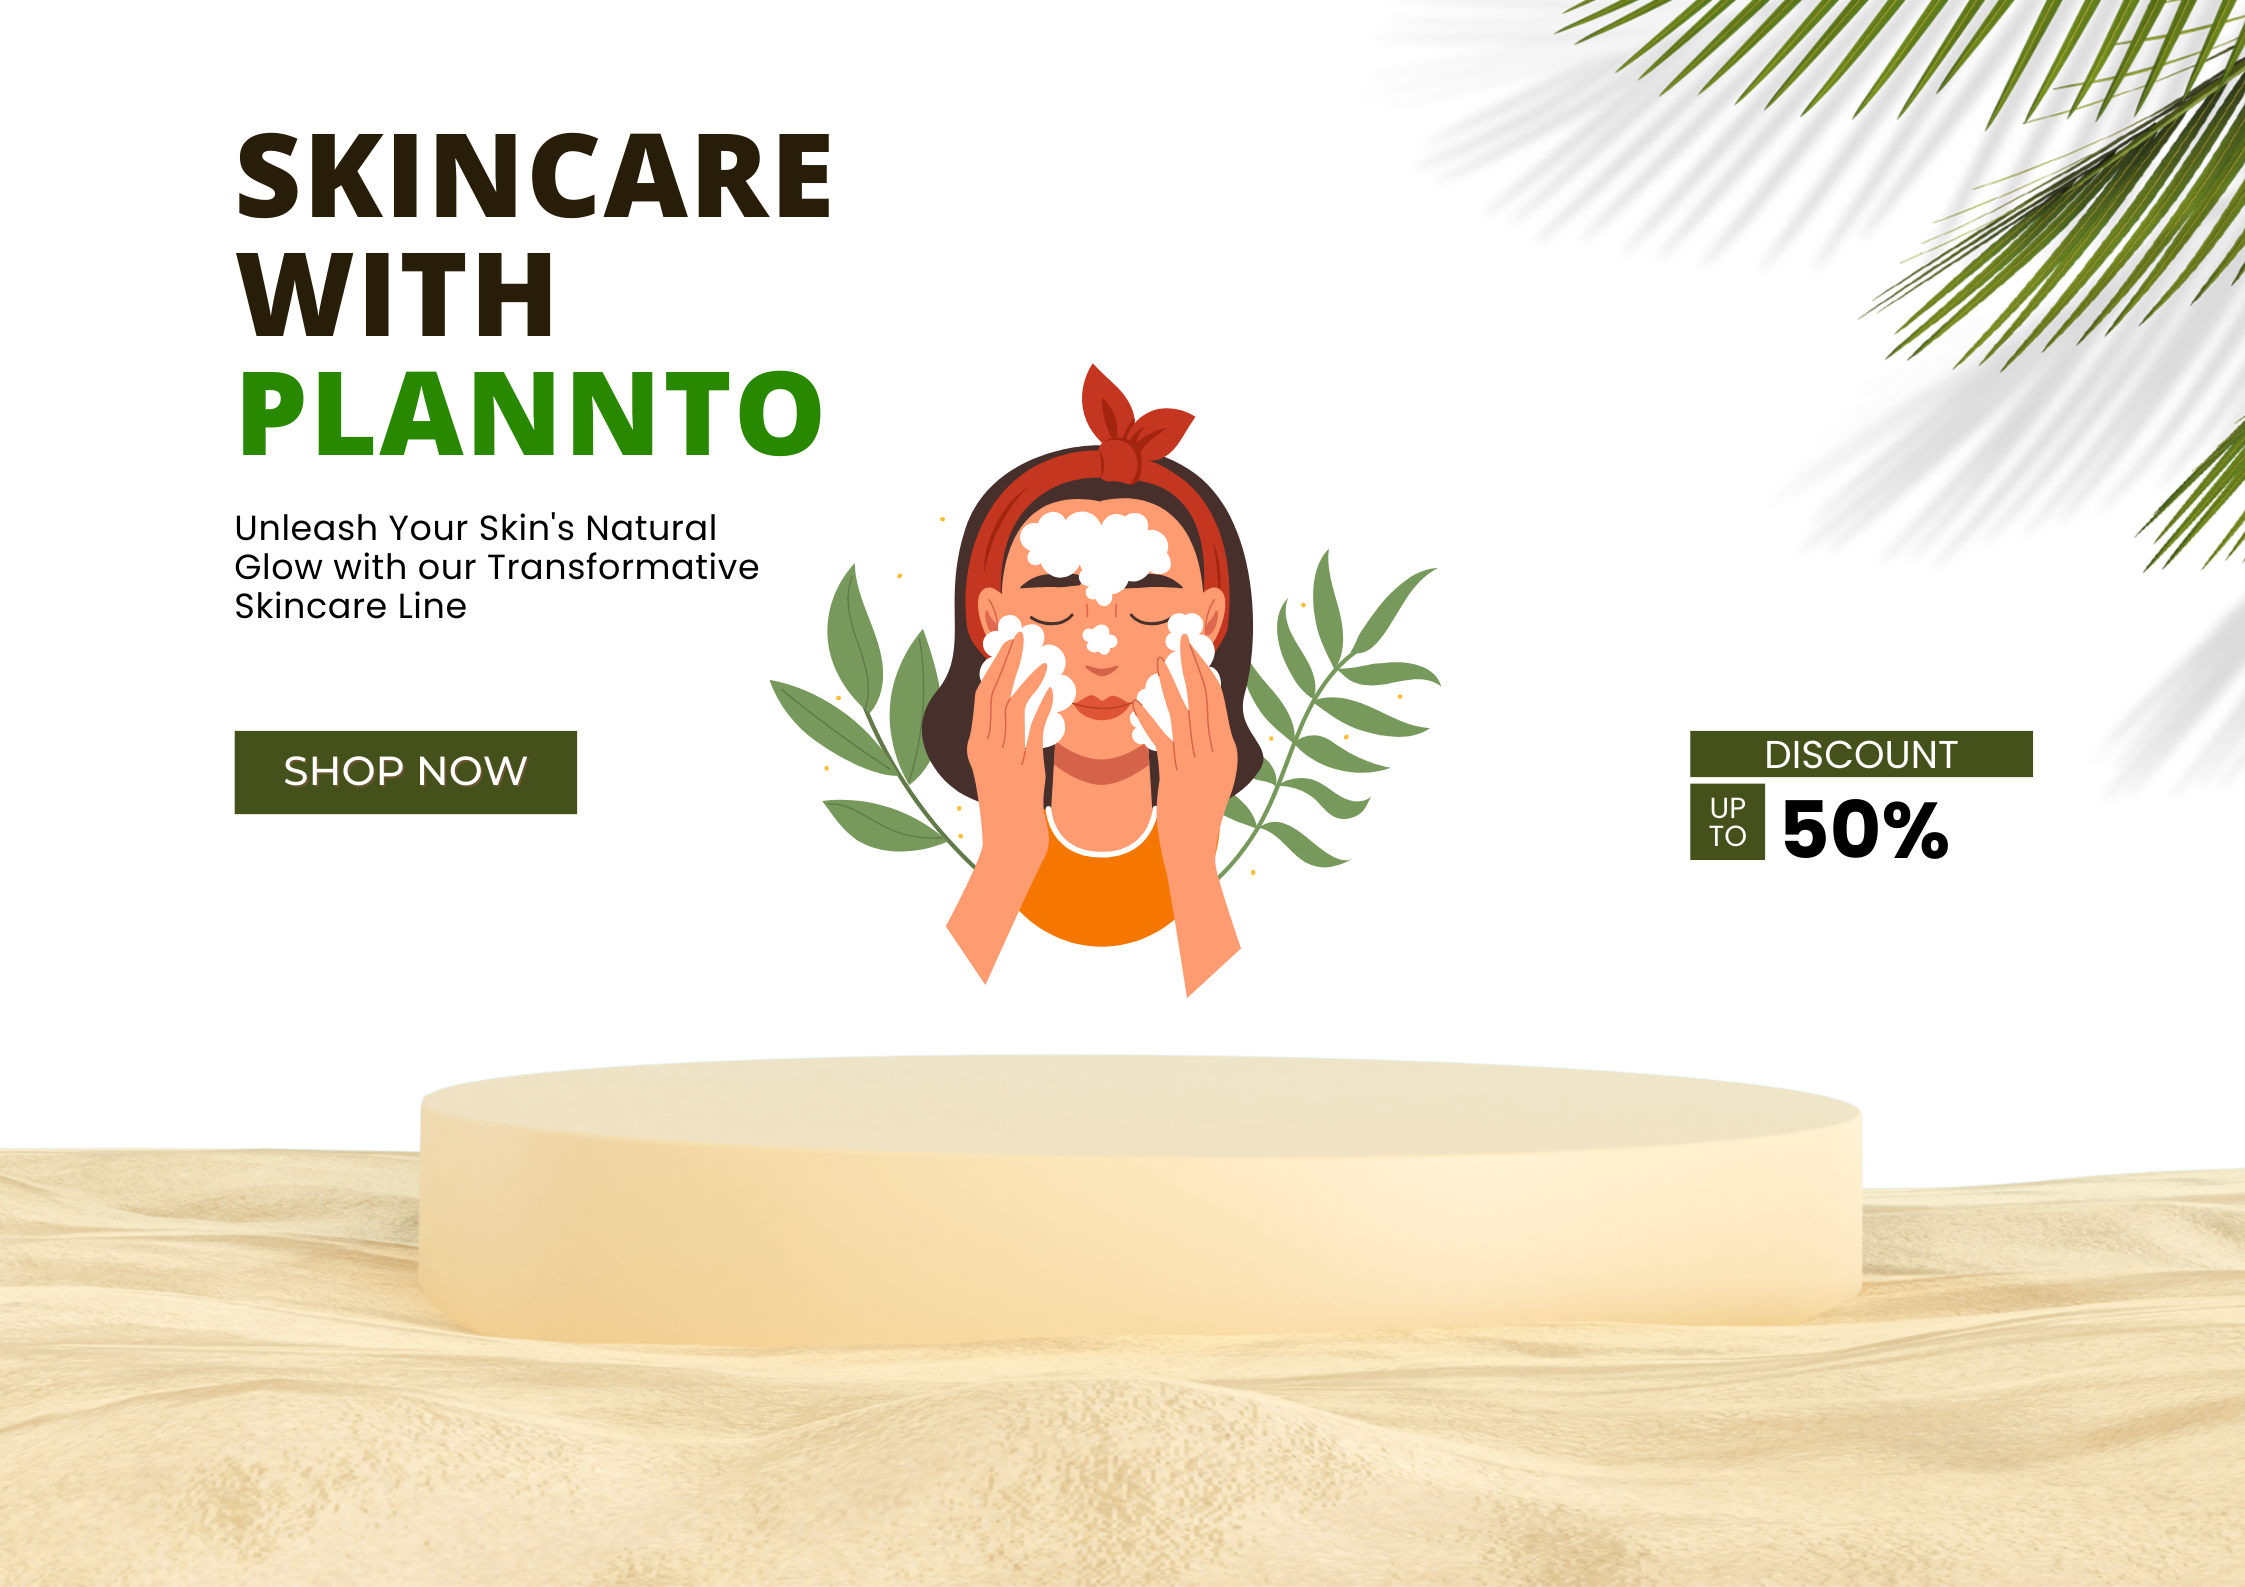 SKINCARE
WITH
PLANNTO
Unleash Your Skin's Natural
Glow with our Transformative
Skincare Line
SHOP NOW
DISCOUNT
UP
TO
50%